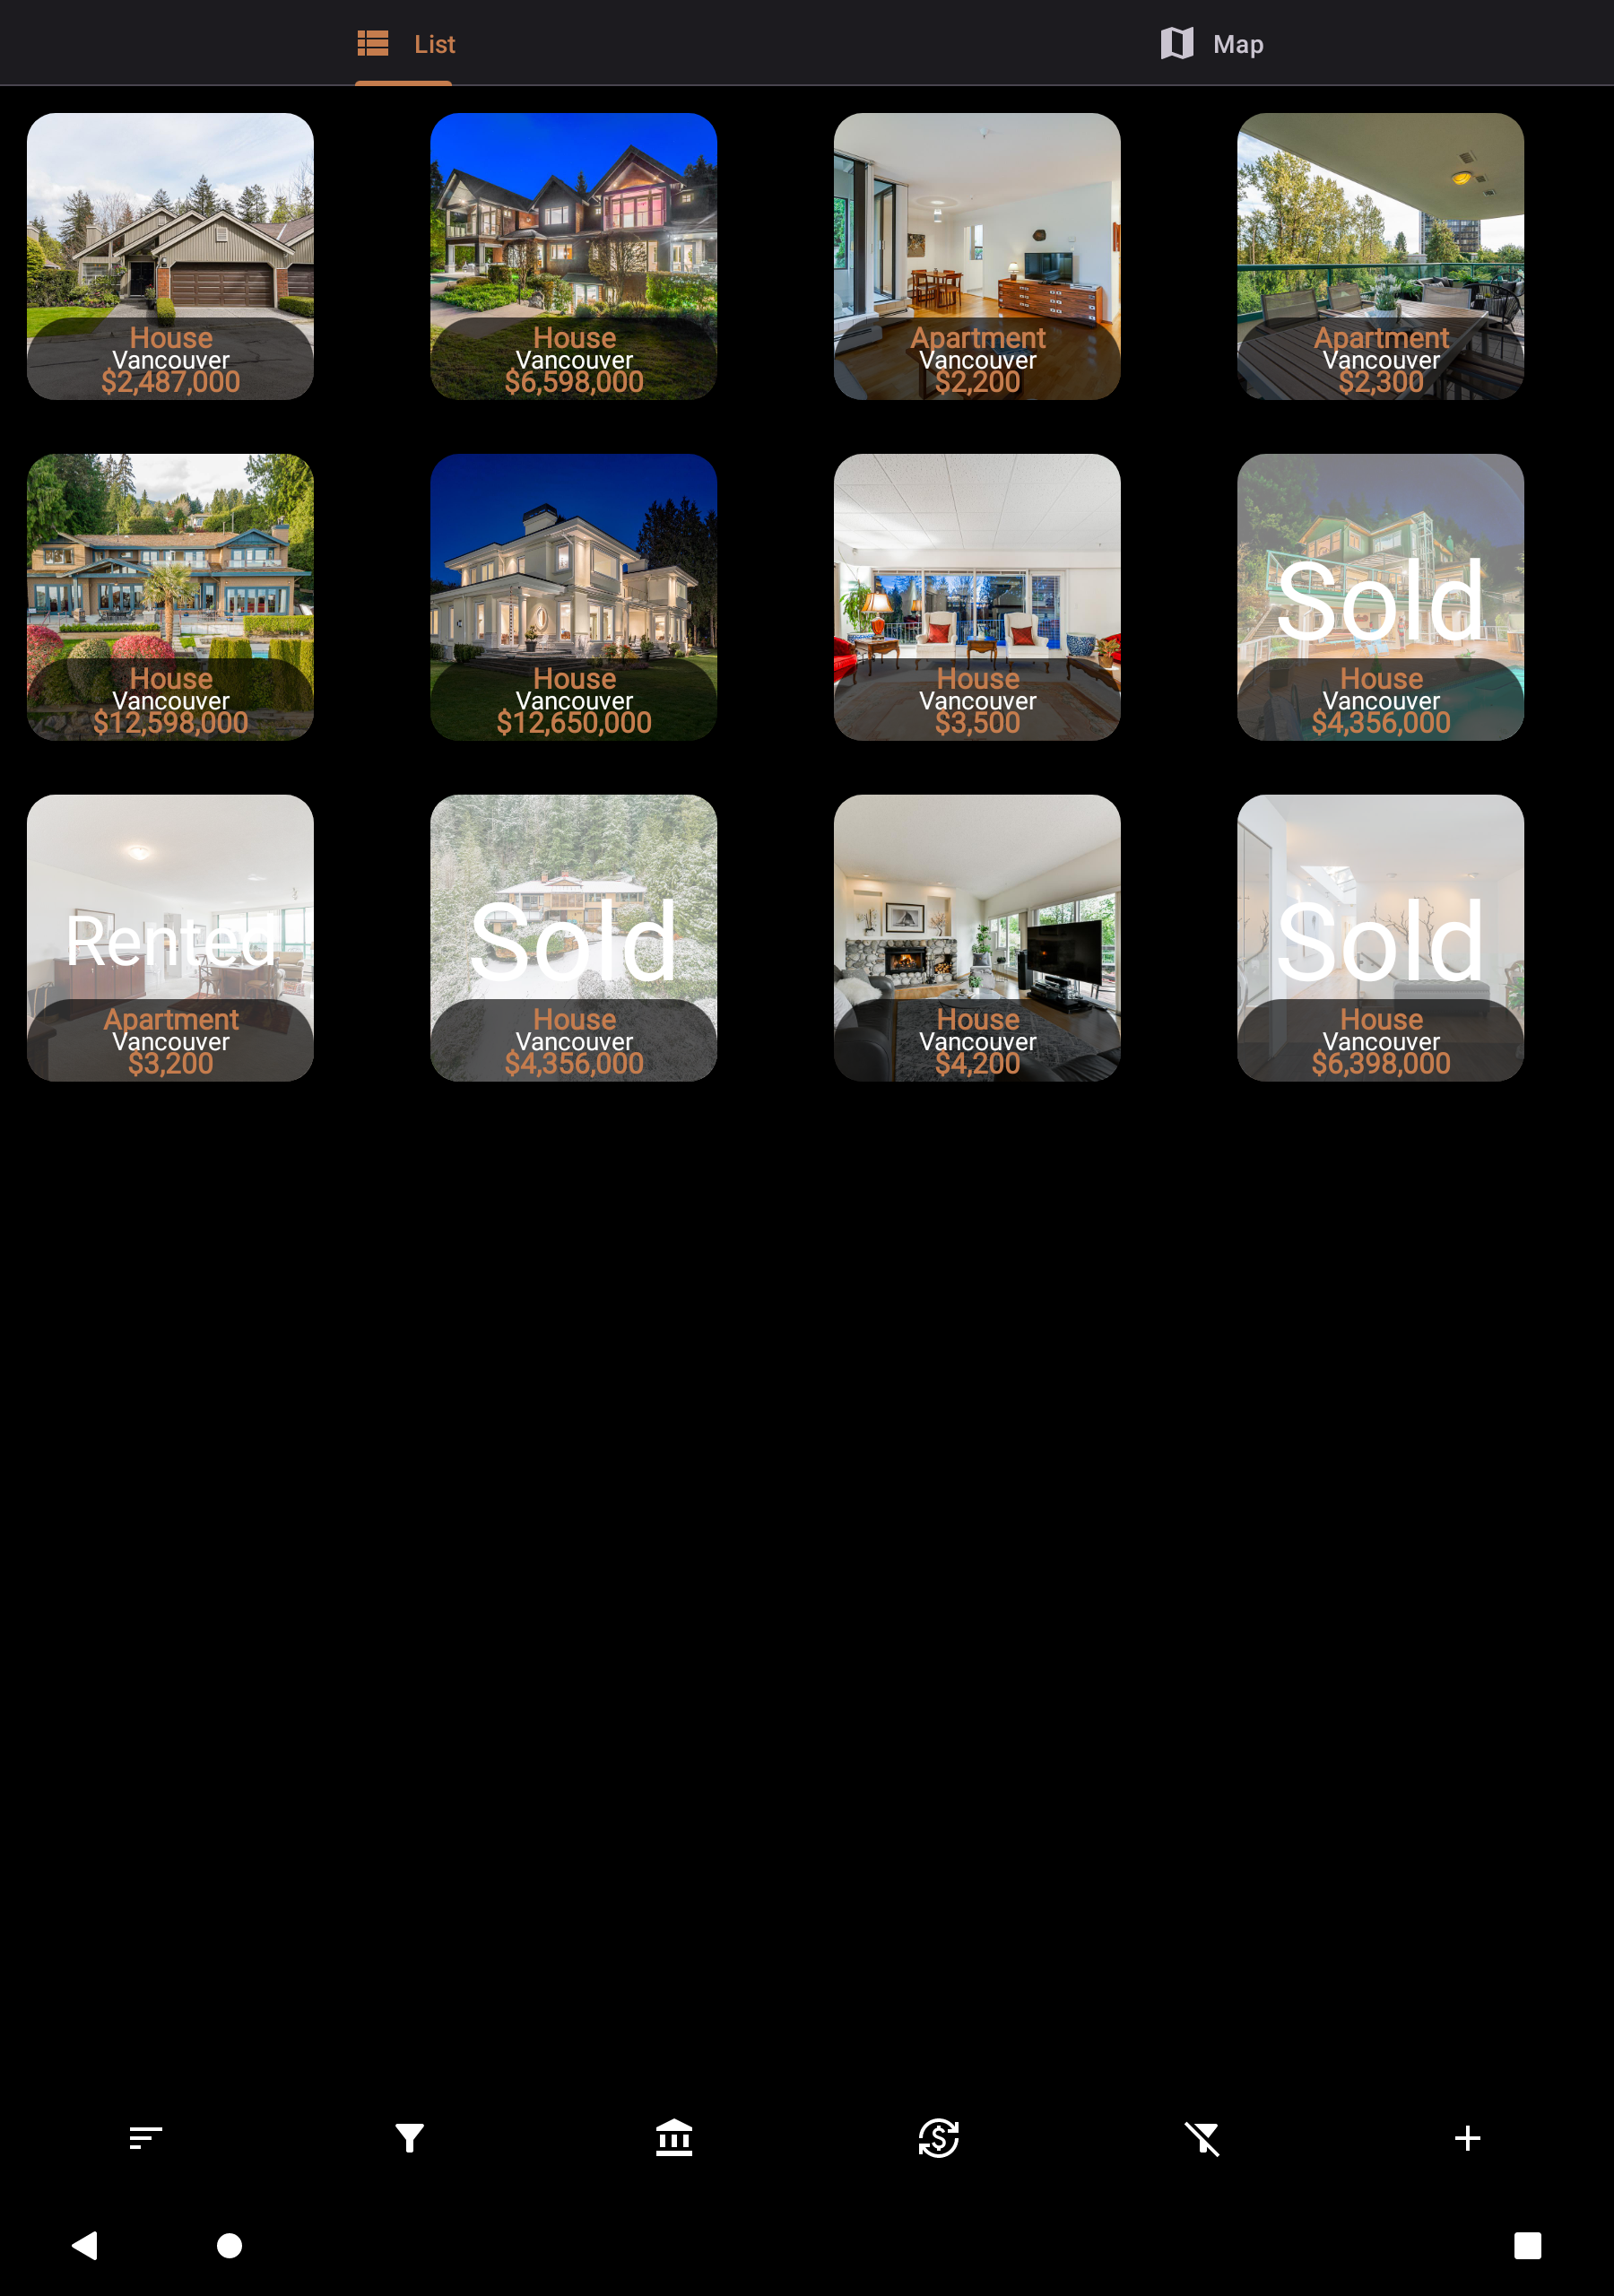 List
Map
House
Vancouver
$2,487,000
House
Vancouver
$6,598,000
Apartment
Vancouver
$2,200
Apartment
Vancouver
$2,300
House
Vancouver
$12,598,000
House
Vancouver
$12,650,000
House
Vancouver
$3,500
Sold
House
Vancouver
$4,356,000
Rented
Apartment
Vancouver
$3,200
Sold
House
Vancouver
$4,356,000
House
Vancouver
$4,200
Sold
House
Vancouver
$6,398,000